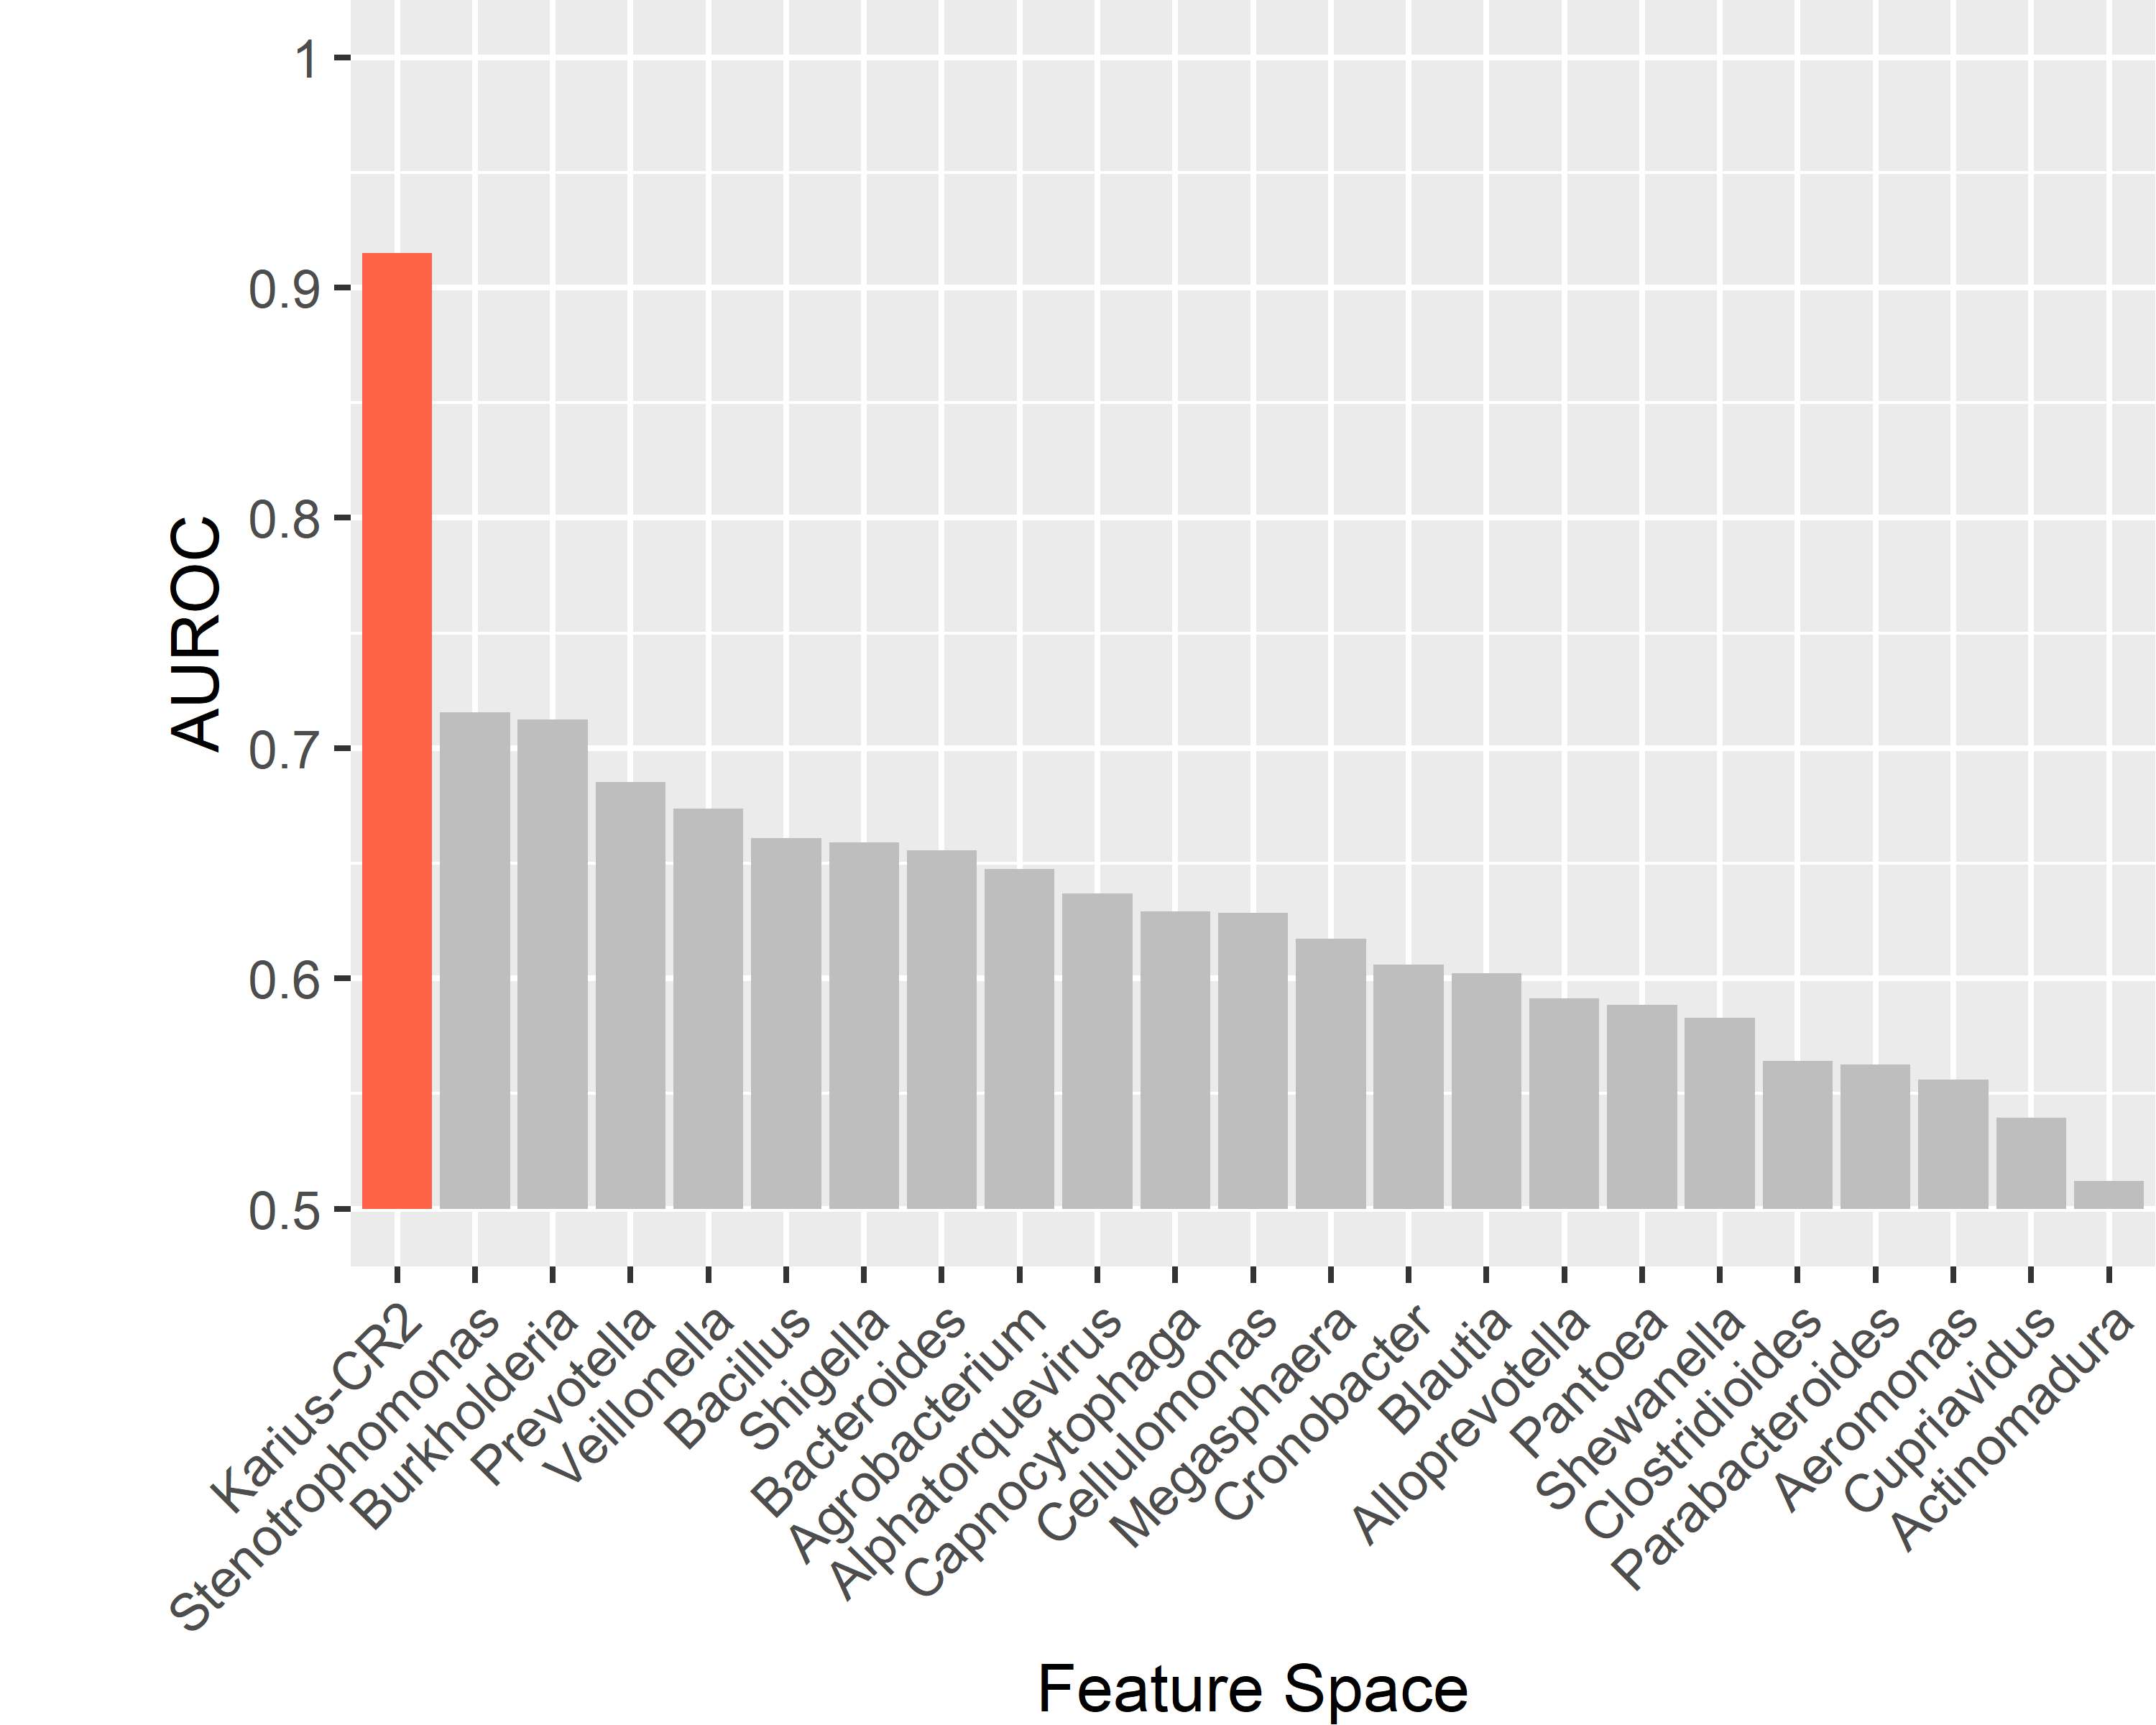 AUROC
1
0.9
0.8
0.7
0.6
0.5
Karius-CR2
Stenotrophomonas
Burkholderia
Prevotella
Veillonella
Bacillus
Shigella
Bacteroides
Agrobacterium
Alphatorquevirus
Capnocytophaga
Cellulomonas
Megasphaera
Cronobacter
Blautia
Alloprevotella
Pantoea
Shewanella
Clostridioides
Parabacteroides
Aeromonas
Cupriavidus
Actinomadura
Feature Space